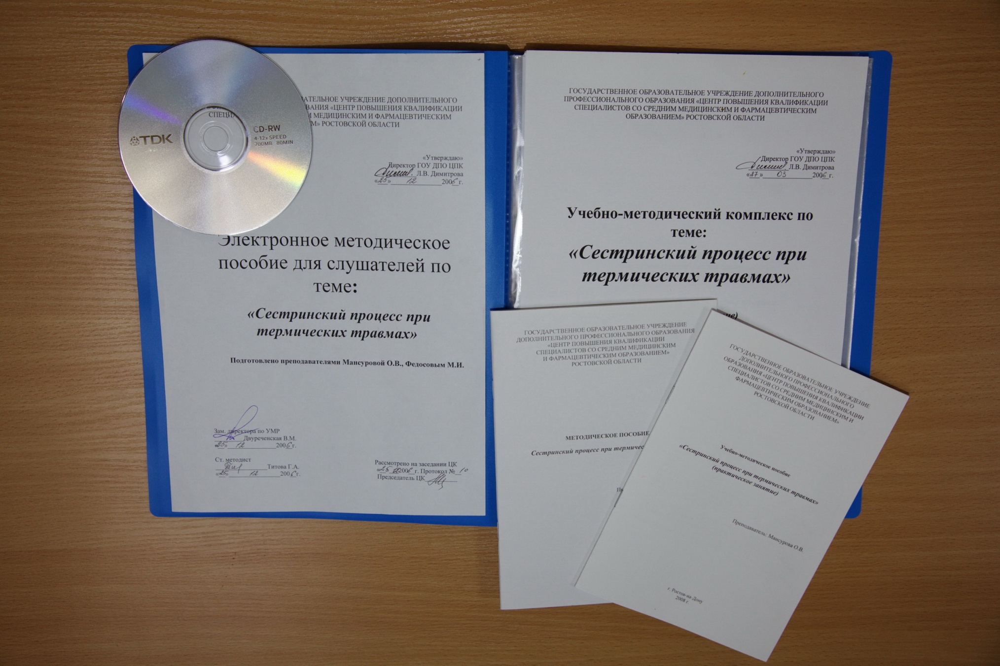 TDK
CD-RW
4-12x SPEED
700MB 80MIN
СПЕЦИ
ОВАТЕЛЬНОЕ УЧРЕЖДЕНИЕ ДОПОЛНИТЕЛЬНОГО
«ЦЕНТР ПОВЫШЕНИЯ КВАЛИФИКАЦИИ
МЕДИЦИНСКИМ И ФАРМАЦЕВТИЧЕСКИМ
М» РОСТОВСКОЙ ОБЛАСТИ
«Утверждаю»
Директор ГОУ ДПО ЦПК
Л.В. Димитрова
«25» 12 2006 г.
Электронное методическое
пособие для слушателей по
теме:
«Сестринский процесс при
термических травмах»
Подготовлено преподавателями Мансуровой О.В., Федосовым М.И.
Зам. директора по УМР
Двуреченская В.М.
«25» 12 2006 г.
Ст. методист
Титова Г.А.
«25» 12 2006 г.
Рассмотрено на заседании ЦК
«25 12 2006 г. Протокол № 10
Председатель ЦК
ГОСУДАРСТВЕННОЕ ОБРАЗОВАТЕЛЬНОЕ УЧРЕЖДЕНИЕ ДОПОЛНИТЕЛЬНОГО
ПРОФЕССИОНАЛЬНОГО ОБРАЗОВАНИЯ «ЦЕНТР ПОВЫШЕНИЯ КВАЛИФИКАЦИИ
СПЕЦИАЛИСТОВ СО СРЕДНИМ МЕДИЦИНСКИМ И ФАРМАЦЕВТИЧЕСКИМ
ОБРАЗОВАНИЕМ» РОСТОВСКОЙ ОБЛАСТИ
«Утверждаю»
Директор ГОУ ДПО ЦПК
Л.В. Димитрова
«27» 03 2006 г.
Учебно-методический комплекс по
теме:
«Сестринский процесс при
термических травмах»
ГОСУДАРСТВЕННОЕ ОБРАЗОВАТЕЛЬНОЕ УЧРЕЖДЕНИЕ
ДОПОЛНИТЕЛЬНОГО ПРОФЕССИОНАЛЬНОГО ОБРАЗОВАНИЯ
«ЦЕНТР ПОВЫШЕНИЯ КВАЛИФИКАЦИИ
СПЕЦИАЛИСТОВ СО СРЕДНИМ МЕДИЦИНСКИМ
И ФАРМАЦЕВТИЧЕСКИМ ОБРАЗОВАНИЕМ»
РОСТОВСКОЙ ОБЛАСТИ
МЕТОДИЧЕСКОЕ ПОСОБИЕ
Сестринский процесс при термичес
ГОСУДАРСТВЕННОЕ ОБРАЗОВАТЕЛЬНОЕ УЧРЕЖДЕНИЕ
ДОПОЛНИТЕЛЬНОГО ПРОФЕССИОНАЛЬНОГО
ОБРАЗОВАНИЯ «ЦЕНТР ПОВЫШЕНИЯ КВАЛИФИКАЦИИ
СПЕЦИАЛИСТОВ СО СРЕДНИМ МЕДИЦИНСКИМ И
ФАРМАЦЕВТИЧЕСКИМ ОБРАЗОВАНИЕМ»
РОСТОВСКОЙ ОБЛАСТИ
Учебно-методическое пособие
«Сестринский процесс при термических травмах»
(практическое занятие)
Преподаватель: Мансурова О.В.
г. Ростов-на-Дону
2008 г.